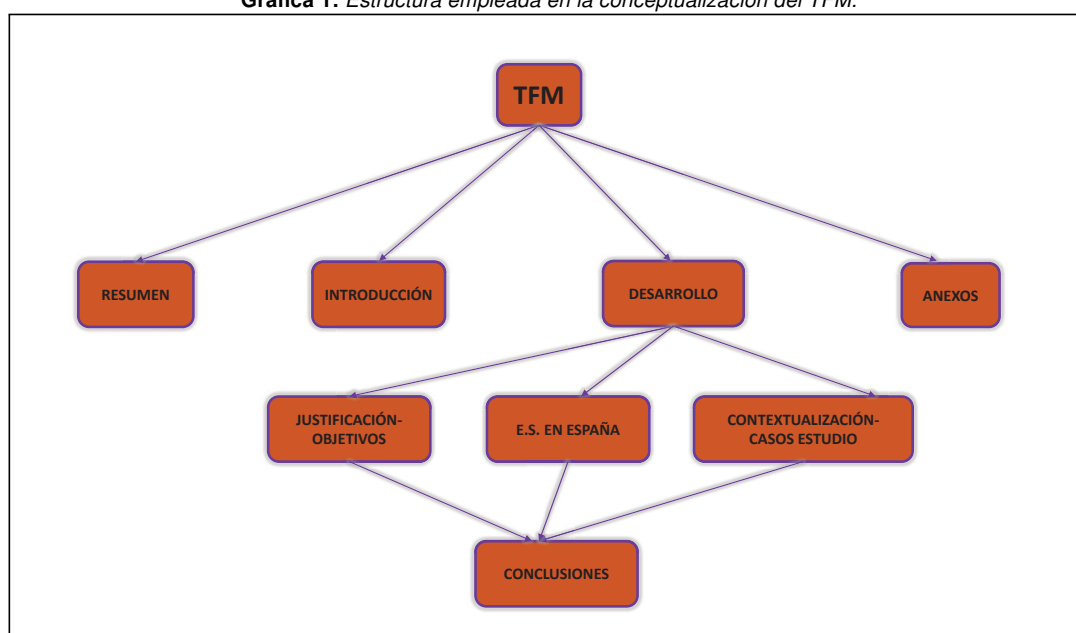 Gráfica 1: Estructura empleada en la conceptualización del TFM.
TFM
RESUMEN
INTRODUCCIÓN
DESARROLLO
ANEXOS
JUSTIFICACIÓN-
OBJETIVOS
E.S. EN ESPAÑA
CONTEXTUALIZACIÓN-
CASOS ESTUDIO
CONCLUSIONES